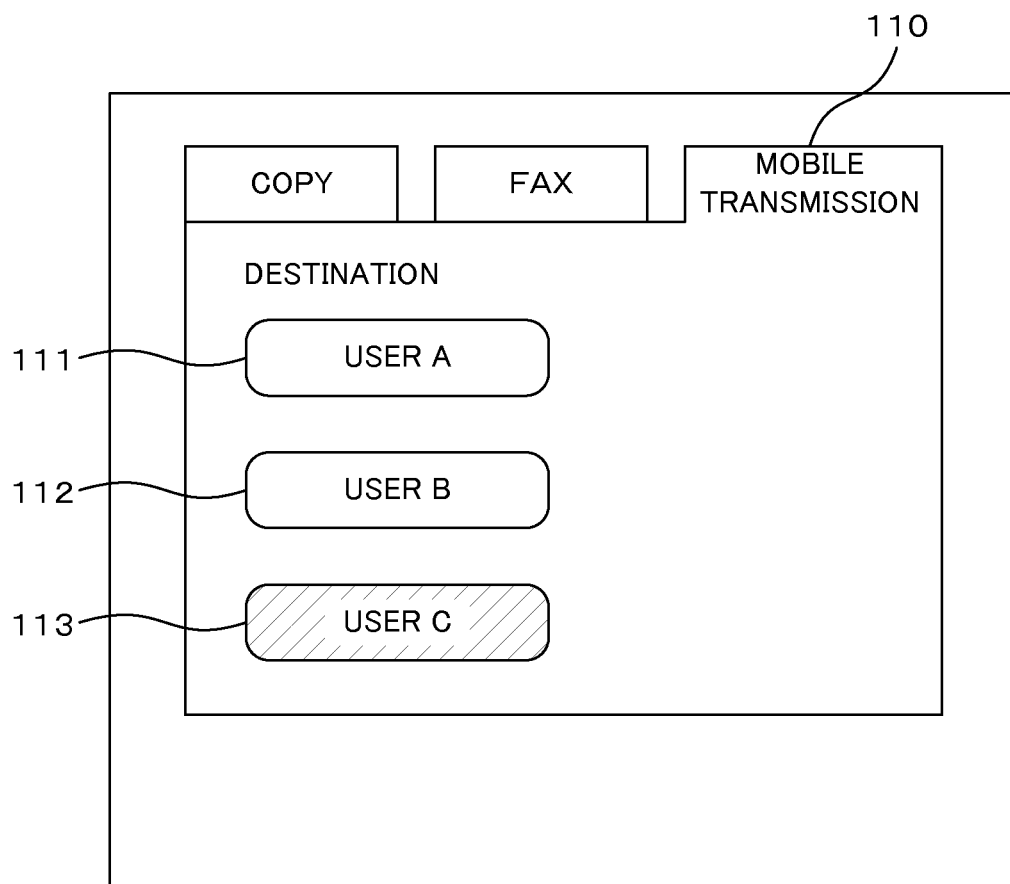 110
COPY
FAX
MOBILE
TRANSMISSION
DESTINATION
111
USER A
112
USER B
113
USER C